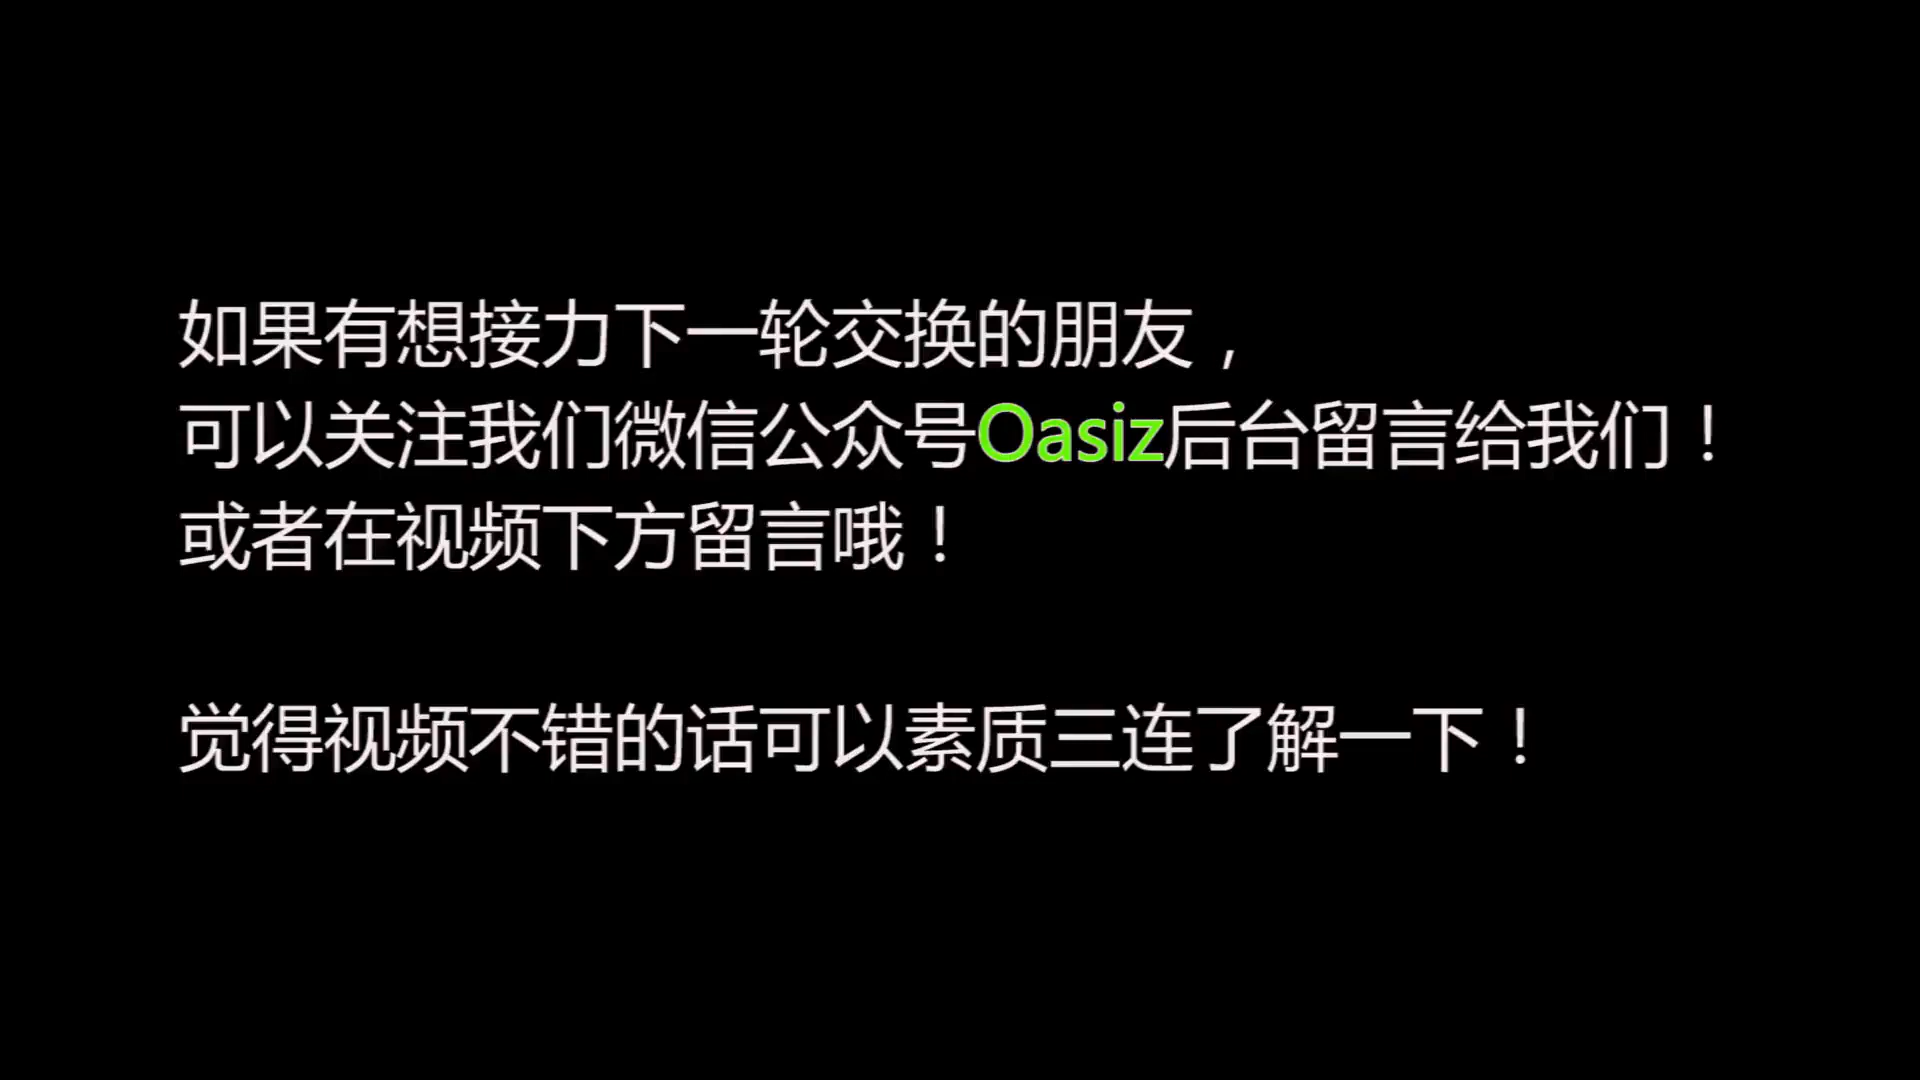 如果有想接力下一轮交换的朋友，
可以关注我们微信公众号Oasiz后台留言给我们！
或者在视频下方留言哦！
觉得视频不错的话可以素质三连了解一下！